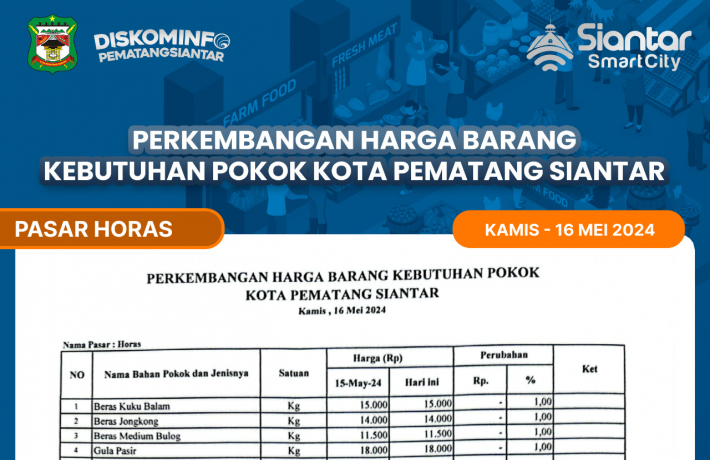 DISKOMINFO
PEMATANGSIANTAR
Siantar
SmartCity
FRESH MEAT
FARM FOOD
FARM FOOD
PERKEMBANGAN HARGA BARANG
KEBUTUHAN POKOK KOTA PEMATANG SIANTAR
PASAR HORAS
KAMIS - 16 MEI 2024
PERKEMBANGAN HARGA BARANG KEBUTUHAN POKOK
KOTA PEMATANG SIANTAR
Kamis , 16 Mei 2024
Nama Pasar : Horas
NO Nama Bahan Pokok dan Jenisnya Satuan Harga (Rp) Perubahan Ket
15-May-24 Hari ini Rp. %
1 Beras Kuku Balam Kg 15.000 15.000 - 1,00
2 Beras Jongkong Kg 14.000 14.000 - 1,00
3 Beras Medium Bulog Kg 11.500 11.500 - 1,00
4 Gula Pasir Kg 18.000 18.000 - 1,00